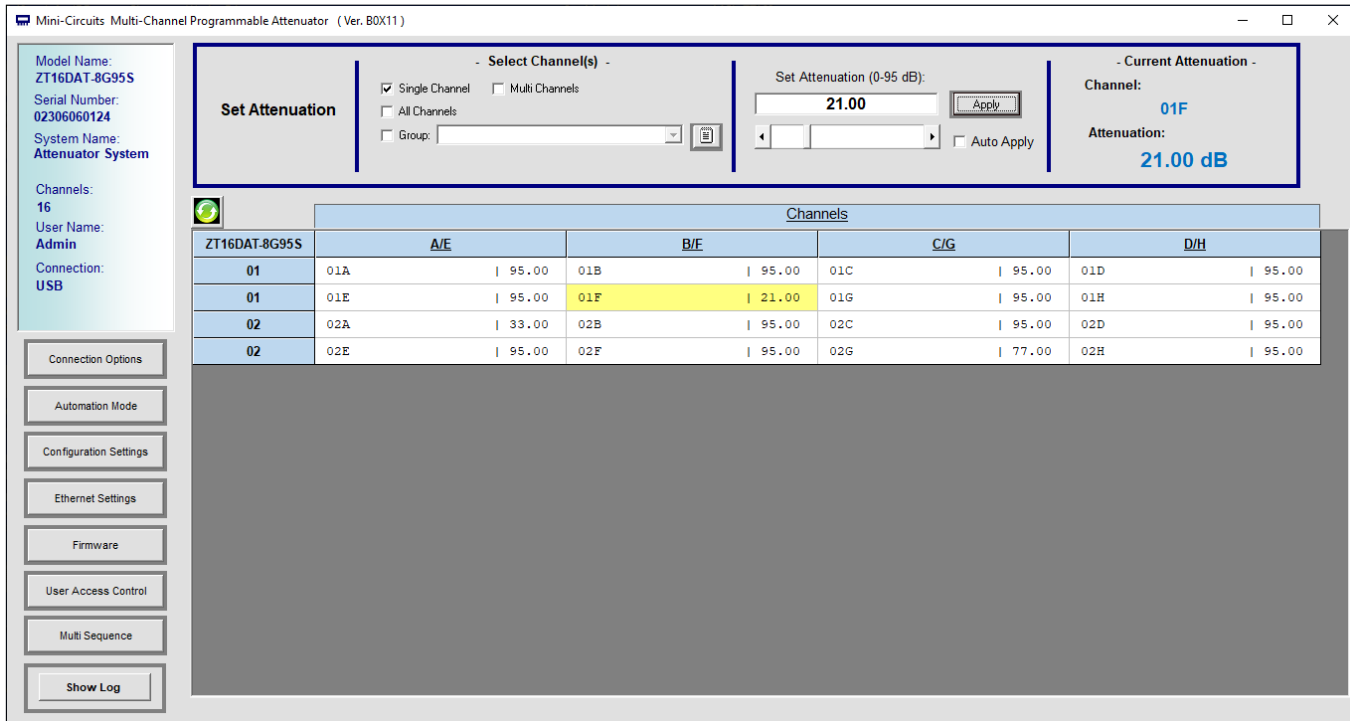 Mini-Circuits Multi-Channel Programmable Attenuator ( Ver. B0X11 )
Model Name:
ZT16DAT-8G95S
Serial Number:
02306060124
System Name:
Attenuator System
Channels:
16
User Name:
Admin
Connection:
USB
Connection Options
Automation Mode
Configuration Settings
Ethernet Settings
Firmware
User Access Control
Multi Sequence
Show Log
Set Attenuation
- Select Channel(s) -
Single Channel Multi Channels
All Channels
Group:
Set Attenuation (0-95 dB):
21.00 Apply
Auto Apply
- Current Attenuation -
Channel:
01F
Attenuation:
21.00 dB
Channels
ZT16DAT-8G95S A/E B/F C/G D/H
01 01A | 95.00 01B | 95.00 01C | 95.00 01D | 95.00
01 01E | 95.00 01F | 21.00 01G | 95.00 01H | 95.00
02 02A | 33.00 02B | 95.00 02C | 95.00 02D | 95.00
02 02E | 95.00 02F | 95.00 02G | 77.00 02H | 95.00